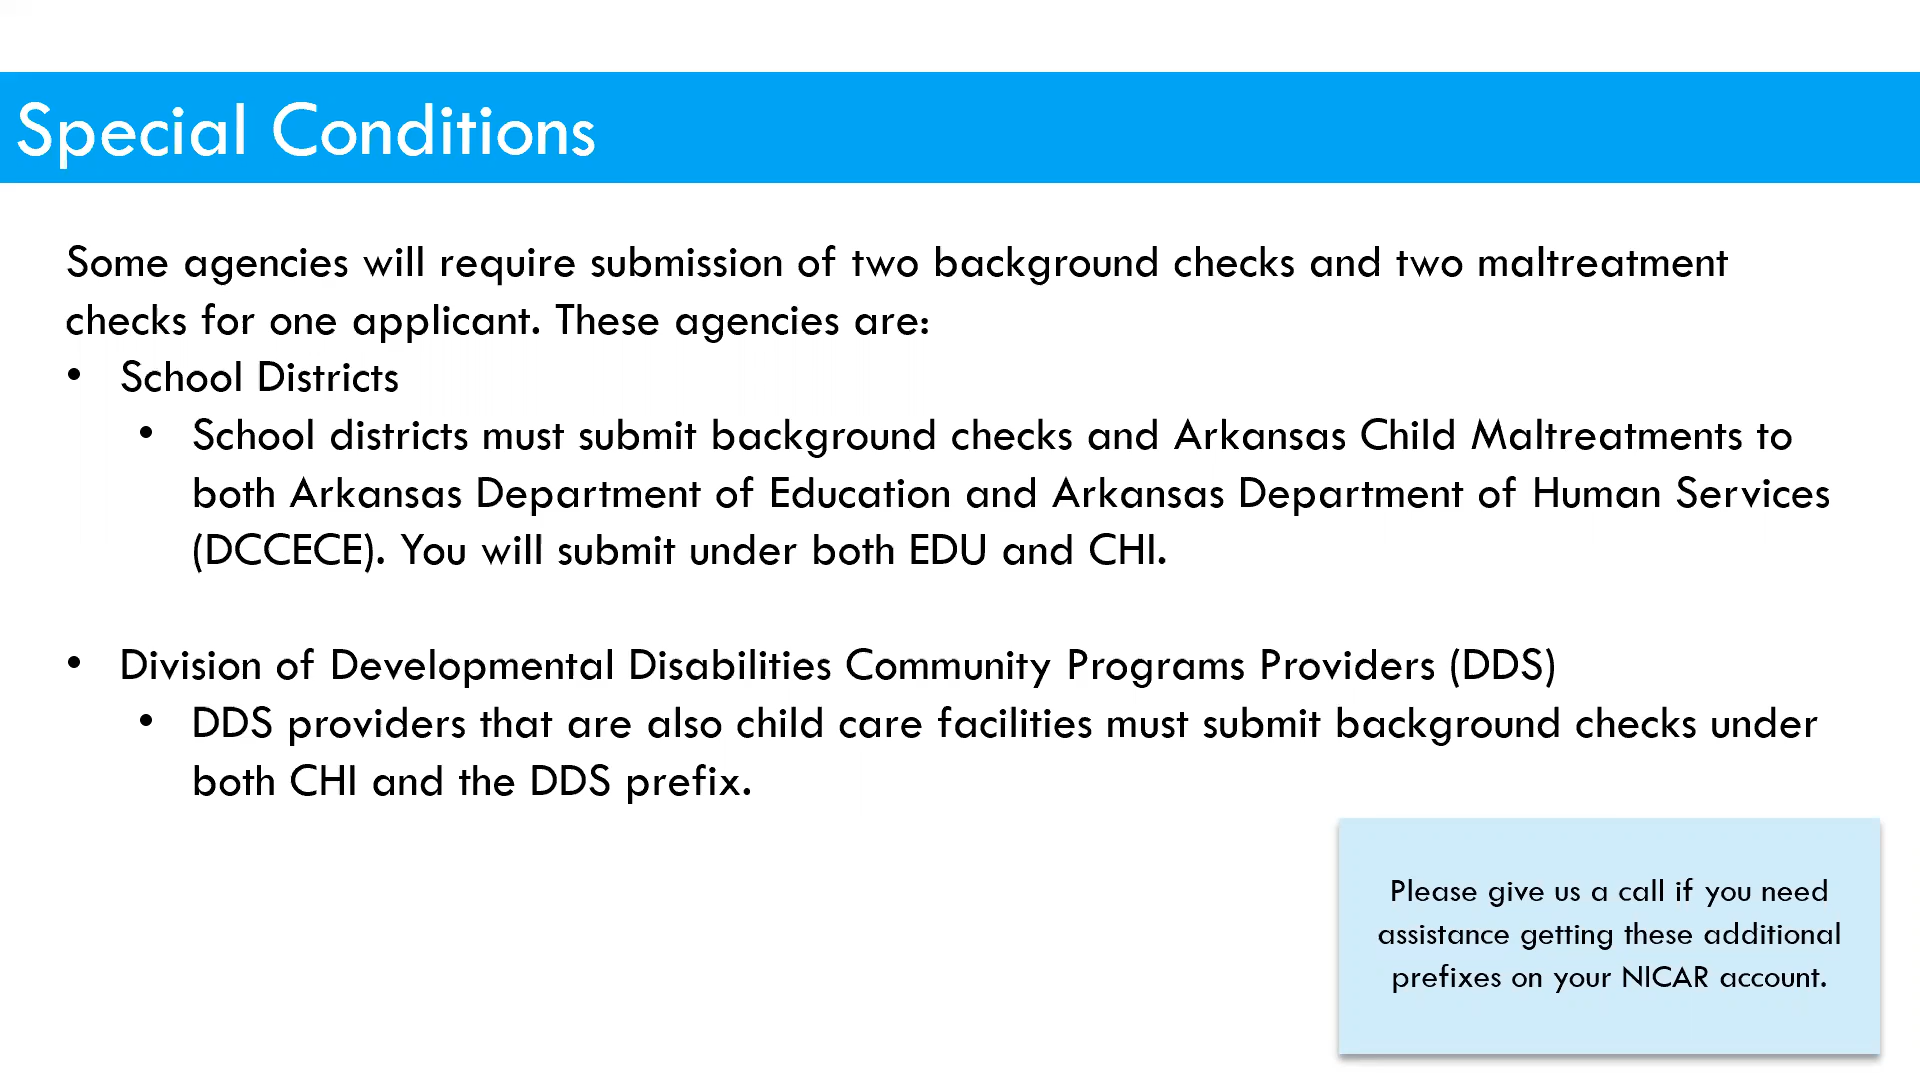 Special Conditions
Some agencies will require submission of two background checks and two maltreatment
checks for one applicant. These agencies are:
• School Districts
• School districts must submit background checks and Arkansas Child Maltreatments to
both Arkansas Department of Education and Arkansas Department of Human Services
(DCCECE). You will submit under both EDU and CHI.
• Division of Developmental Disabilities Community Programs Providers (DDS)
• DDS providers that are also child care facilities must submit background checks under
both CHI and the DDS prefix.
Please give us a call if you need
assistance getting these additional
prefixes on your NICAR account.